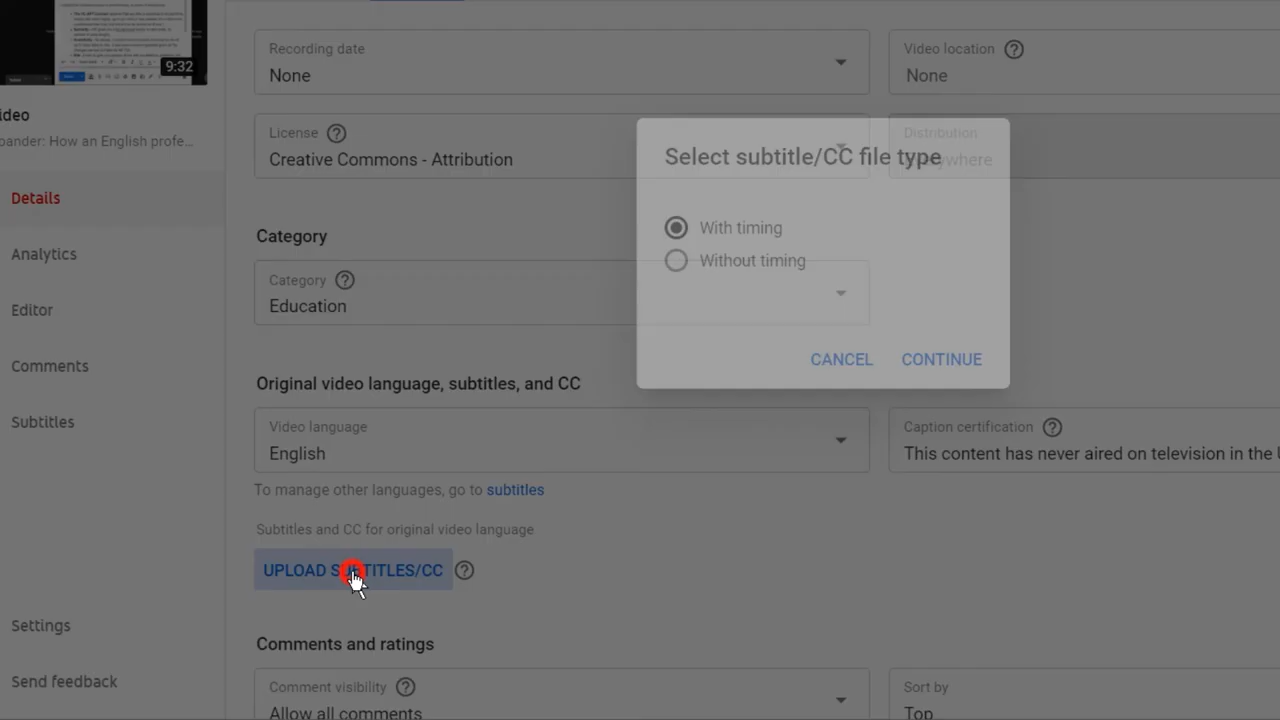 9:32
Recording date
None
Video location
None
ideo
pander: How an English profe...
License
Creative Commons - Attribution
Distribution
ywhere
Select subtitle/CC file type
With timing
Without timing
CANCEL
CONTINUE
Details
Analytics
Editor
Comments
Subtitles
Settings
Send feedback
Category
Category
Education
Original video language, subtitles, and CC
Video language
English
Caption certification
This content has never aired on television in the U
To manage other languages, go to subtitles
Subtitles and CC for original video language
UPLOAD SUBTITLES/CC
Comments and ratings
Comment visibility
Allow all comments
Sort by
Top